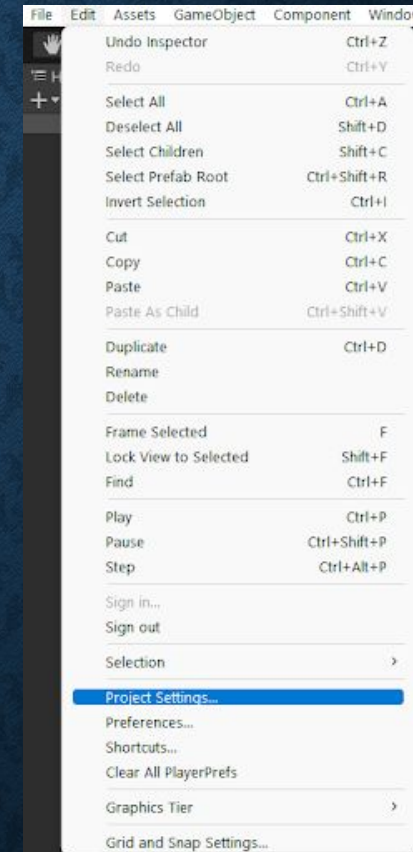 File Edit Assets GameObject Component
H
Undo Inspector Ctrl+Z
Redo Ctrl+Y
Select All Ctrl+A
Deselect All Shift+D
Select Children Shift+C
Select Prefab Root Ctrl+Shift+R
Invert Selection Ctrl+I
Cut Ctrl+X
Copy Ctrl+C
Paste Ctrl+V
Paste As Child Ctrl+Shift+V
Duplicate Ctrl+D
Rename
Delete
Frame Selected F
Lock View to Selected Shift+F
Find Ctrl+F
Play Ctrl+P
Pause Ctrl+Shift+P
Step Ctrl+Alt+P
Sign in...
Sign out
Selection
Project Settings...
Preferences...
Shortcuts...
Clear All PlayerPrefs
Graphics Tier
Grid and Snap Settings...